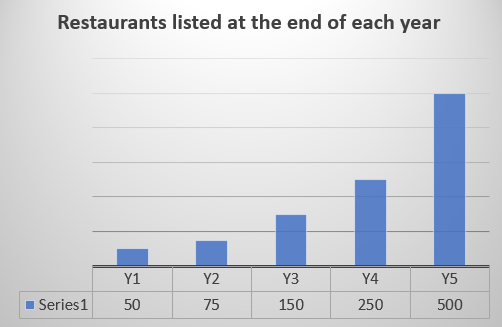 Restaurants listed at the end of each year
Y1 Y2 Y3 Y4 Y5
Series1 50 75 150 250 500